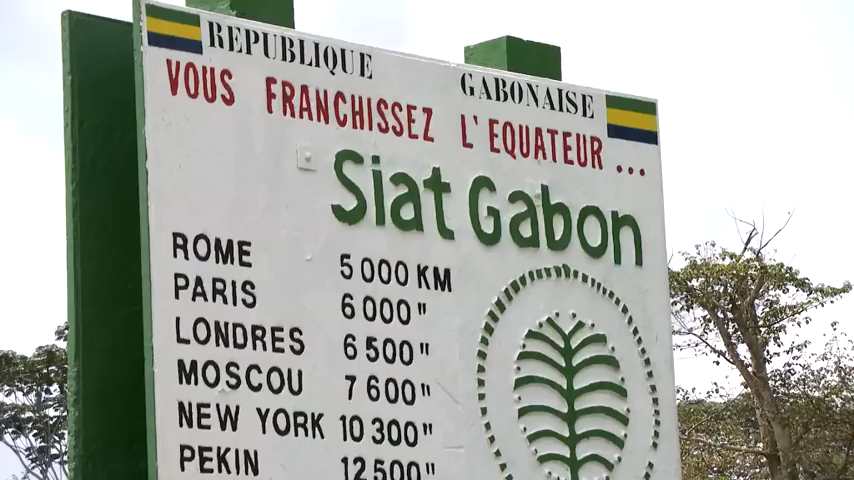 REPUBLIQUE GABONAISE
VOUS FRANCHISSEZ L'EQUATEUR ...
Siat Gabon
ROME 5 000 KM
PARIS 6 000 "
LONDRES 6 500 "
MOSCOU 7 600 "
NEW YORK 10 300 "
PEKIN 12 500 "